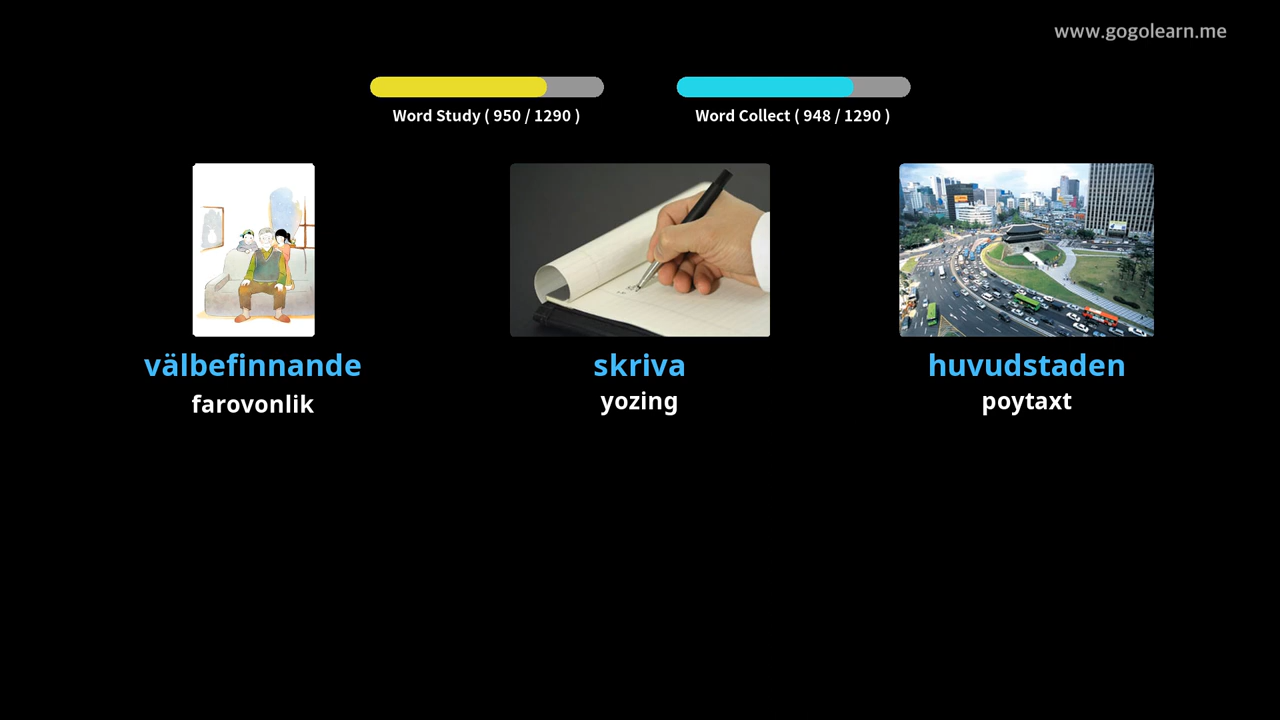 www.gogolearn.me
Word Study ( 950 / 1290 )
Word Collect ( 948 / 1290 )
välbefinnande
farovonlik
skriva
yozing
huvudstaden
poytaxt